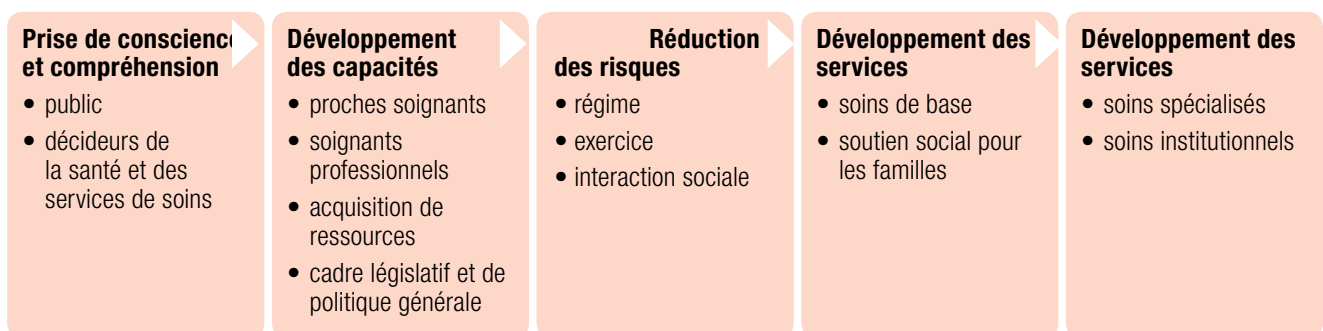 Prise de conscience
et compréhension
• public
• décideurs de
la santé et des
services de soins
Développement
des capacités
• proches soignants
• soignants
professionnels
• acquisition de
ressources
• cadre législatif et de
politique générale
Réduction
des risques
• régime
• exercice
• interaction sociale
Développement des
services
• soins de base
• soutien social pour
les familles
Développement des
services
• soins spécialisés
• soins institutionnels